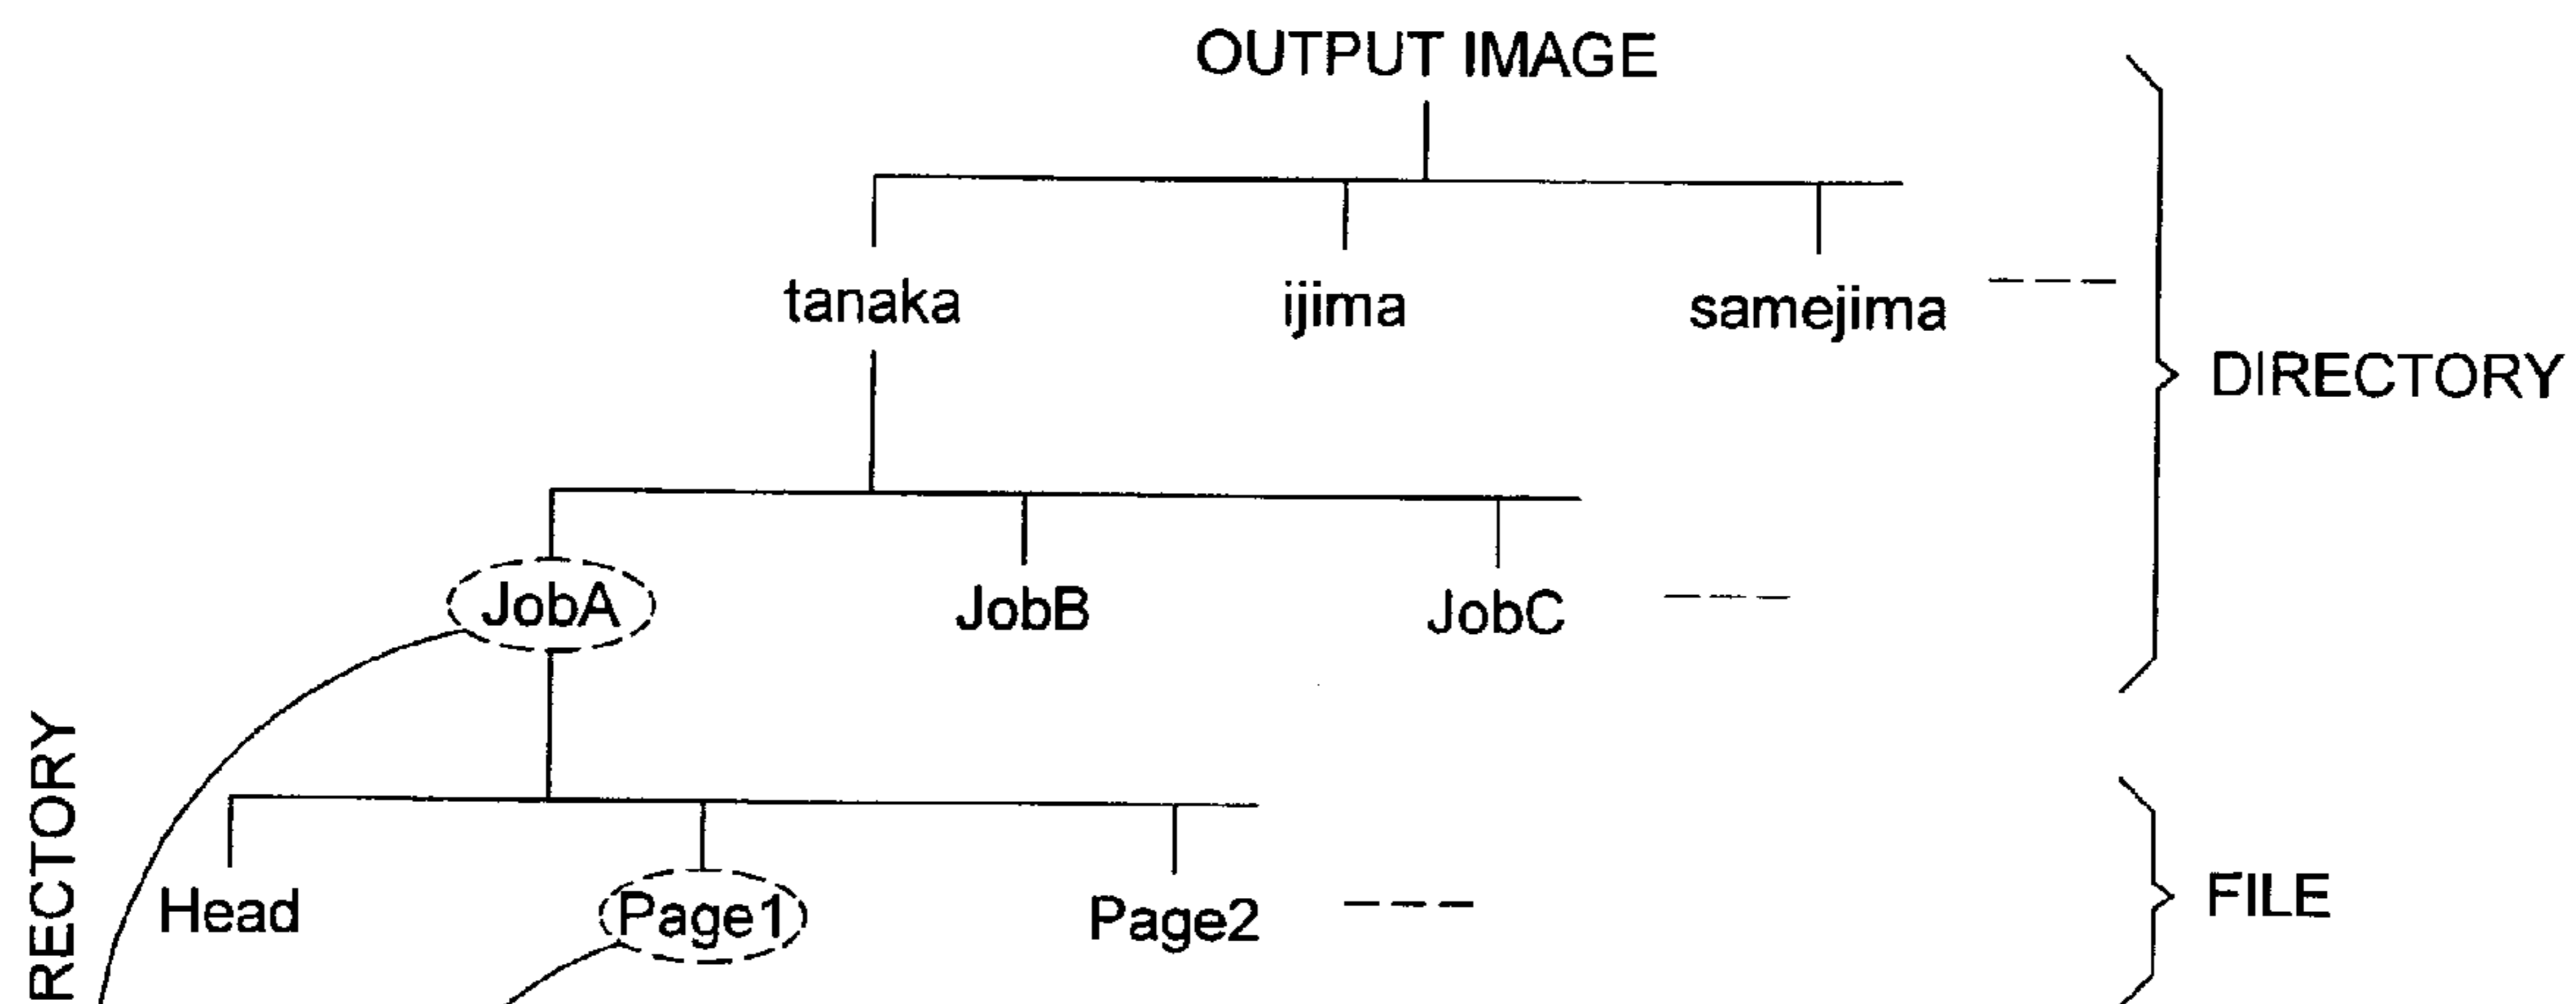 OUTPUT IMAGE
tanaka ijima samejima
DIRECTORY
JobA JobB JobC
Head Page1 Page2
FILE
RECTORY